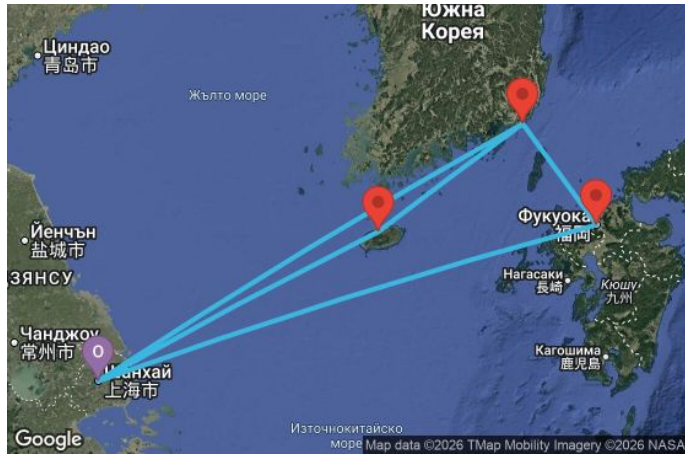 Южна
Корея
Циндао
青岛市
Жълто море
Фукуока
福岡
Йенчън
盐城市
ДЗЯНСУ
Нагасаки
長崎
Кюшу
九州
Чанджоу
常州市
O
Шанхай
上海市
Кагошима
鹿児島
Източнокитайско
море
Google
Map data ©2026 TMap Mobility Imagery ©2026 NASA